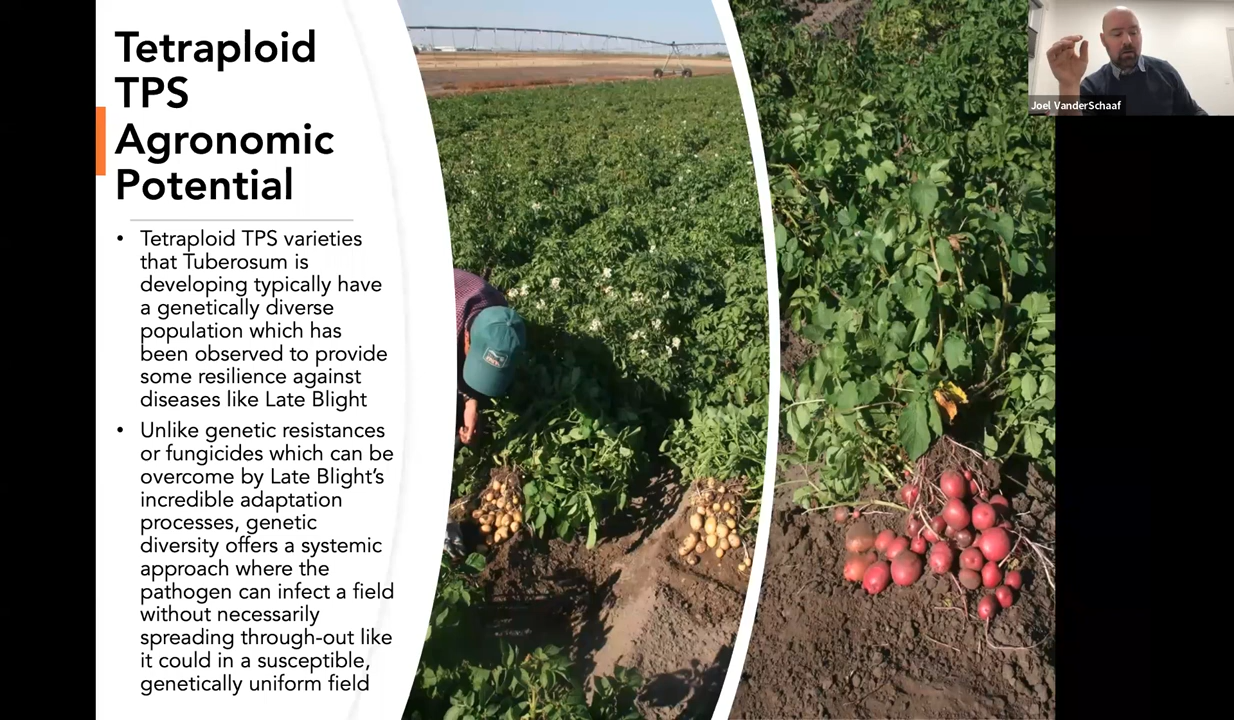 Tetraploid
TPS
Agronomic
Potential
• Tetraploid TPS varieties
that Tuberosum is
developing typically have
a genetically diverse
population which has
been observed to provide
some resilience against
diseases like Late Blight
• Unlike genetic resistances
or fungicides which can be
overcome by Late Blight’s
incredible adaptation
processes, genetic
diversity offers a systemic
approach where the
pathogen can infect a field
without necessarily
spreading through-out like
it could in a susceptible,
genetically uniform field
Joel VanderSchaaf